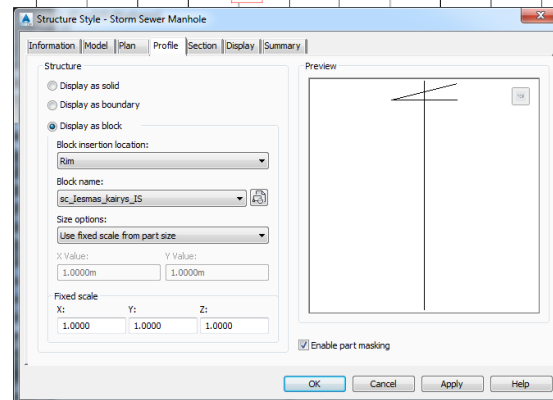 Structure Style - Storm Sewer Manhole
Information Model Plan Profile Section Display Summary
Structure
Display as solid
Display as boundary
Display as block
Block insertion location:
Rim
Block name:
sc_Iesmas_kairys_IS
Size options:
Use fixed scale from part size
X Value: Y Value:
1.0000m 1.0000m
Fixed scale
X: Y: Z:
1.0000 1.0000 1.0000
Preview
Enable part masking
OK Cancel Apply Help